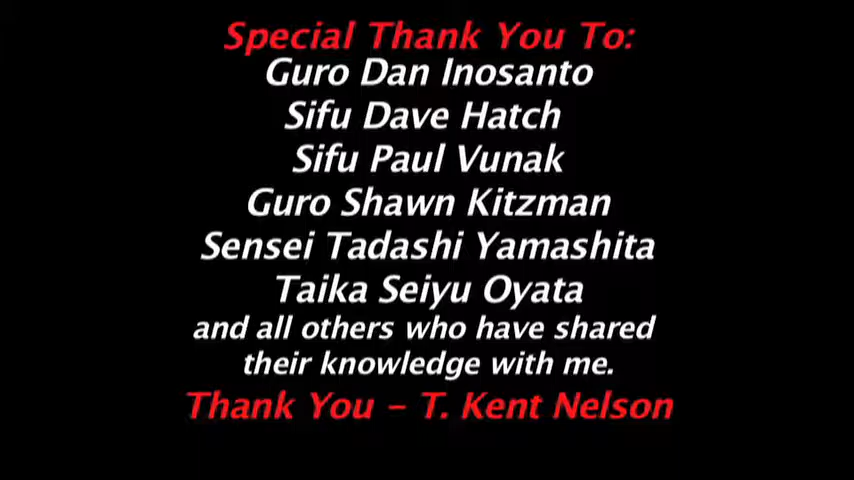 Special Thank You To:
Guro Dan Inosanto
Sifu Dave Hatch
Sifu Paul Vunak
Guro Shawn Kitzman
Sensei Tadashi Yamashita
Taika Seiyu Oyata
and all others who have shared
their knowledge with me.
Thank You - T. Kent Nelson